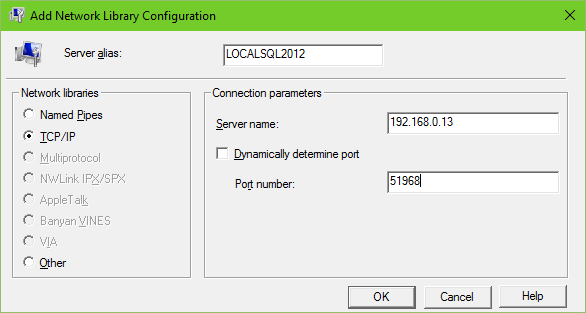 Add Network Library Configuration
Server alias:
LOCALSQL2012
Network libraries
Named Pipes
TCP/IP
Multiprotocol
NWLink IPX/SPX
AppleTalk
Banyan VINES
VIA
Other
Connection parameters
Server name:
192.168.0.13
Dynamically determine port
Port number:
51968
OK
Cancel
Help